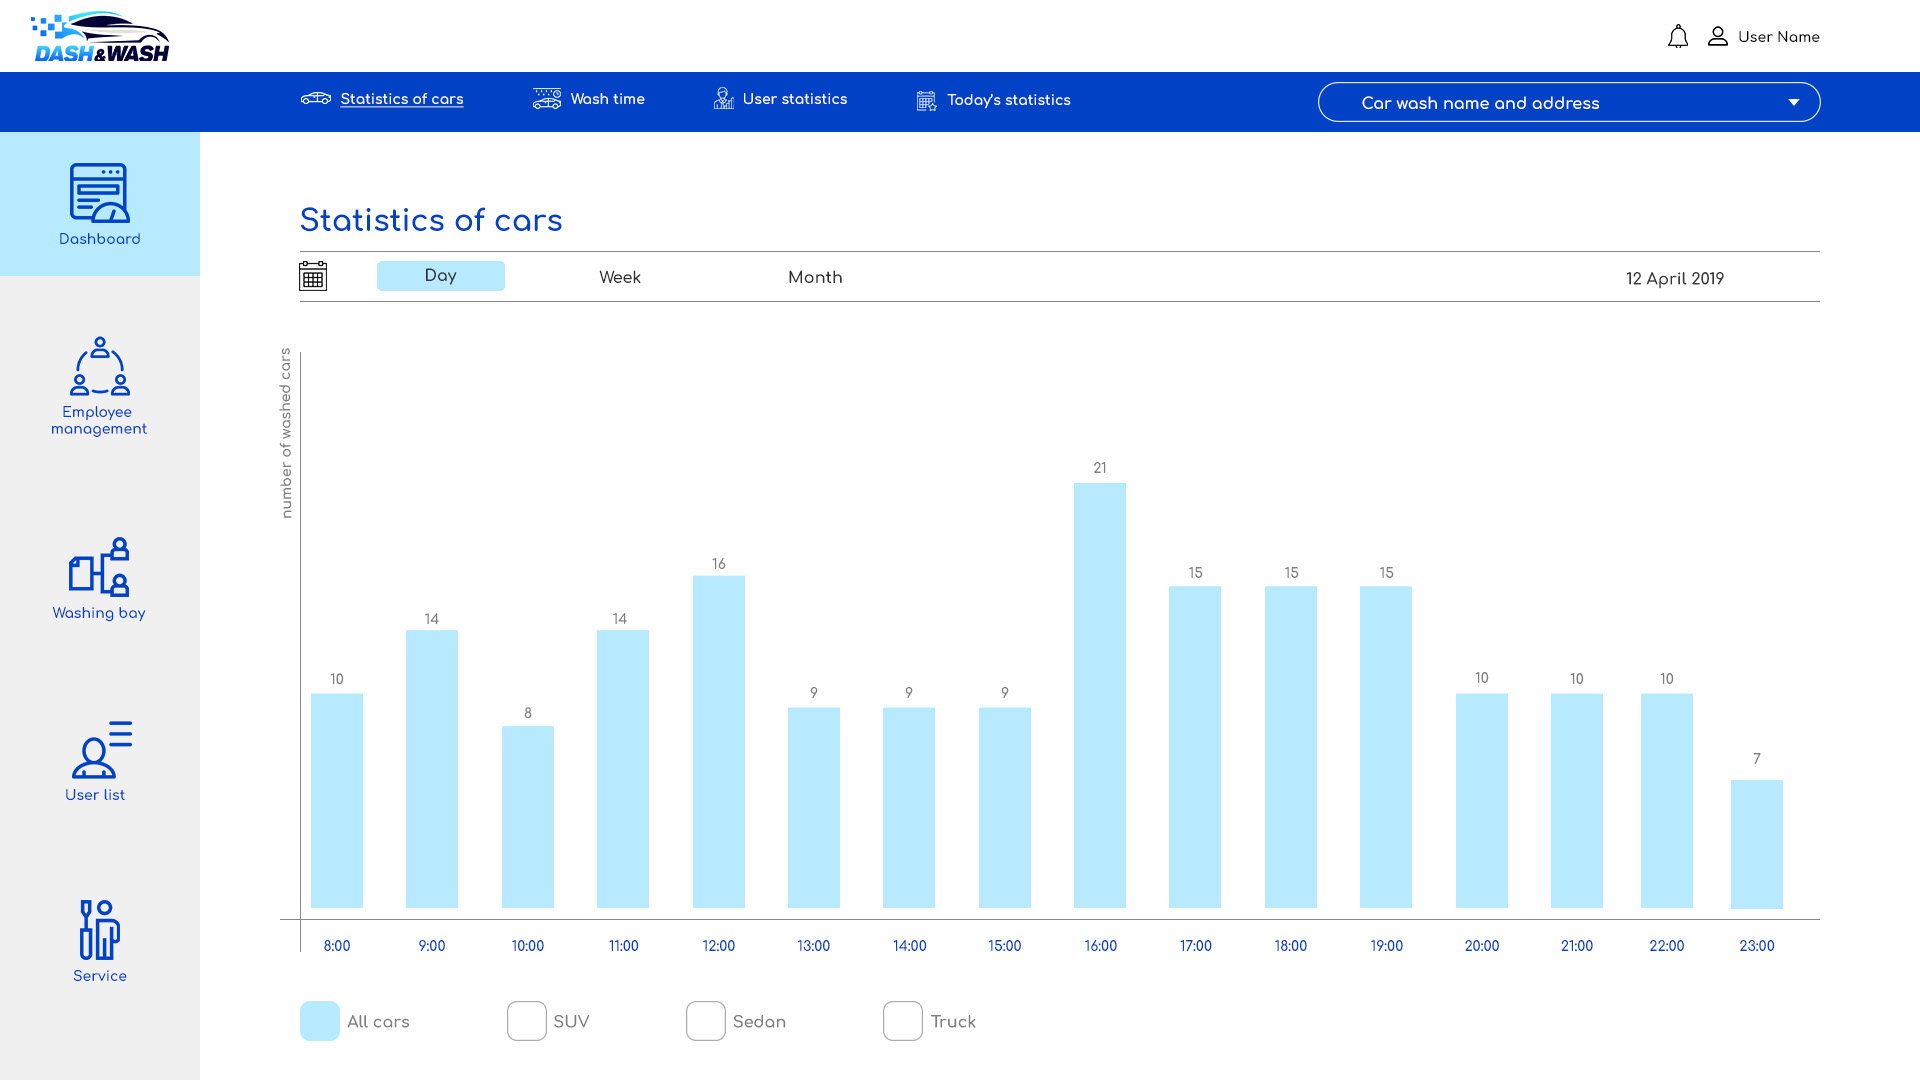 DASH&WASH
User Name
Statistics of cars
Wash time
User statistics
Today's statistics
Car wash name and address
Dashboard
Employee
management
Washing bay
User list
Service
Statistics of cars
Day
Week
Month
12 April 2019
number of washed cars
10
14
8
14
16
9
9
9
21
15
15
15
10
10
10
7
8:00
9:00
10:00
11:00
12:00
13:00
14:00
15:00
16:00
17:00
18:00
19:00
20:00
21:00
22:00
23:00
All cars
SUV
Sedan
Truck